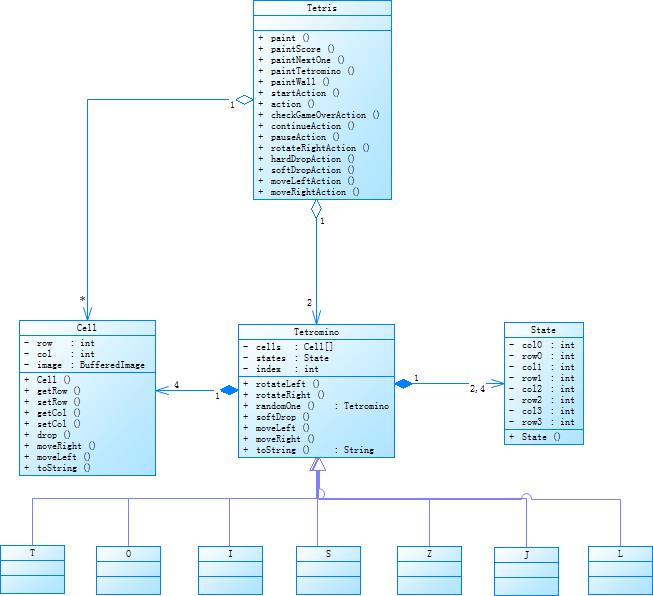 Tetris
+ paint ()
+ paintScore ()
+ paintNextOne ()
+ paintTetromino ()
+ paintWall ()
+ startAction ()
+ action ()
+ checkGameOverAction ()
+ continueAction ()
+ pauseAction ()
+ rotateRightAction ()
+ hardDropAction ()
+ softDropAction ()
+ moveLeftAction ()
+ moveRightAction ()
1
1
*
2
Cell
- row : int
- col : int
- image : BufferedImage
+ Cell ()
+ getRow ()
+ setRow ()
+ getCol ()
+ setCol ()
+ drop ()
+ moveRight ()
+ moveLeft ()
+ toString ()
4
1
Tetromino
- cells : Cell[]
- states : State
- index : int
+ rotateLeft ()
+ rotateRight ()
+ randomOne () : Tetromino
+ softDrop ()
+ moveLeft ()
+ moveRight ()
+ toString () : String
1
2,4
State
- col0 : int
- row0 : int
- col1 : int
- row1 : int
- col2 : int
- row2 : int
- col3 : int
- row3 : int
+ State ()
T
O
I
S
Z
J
L